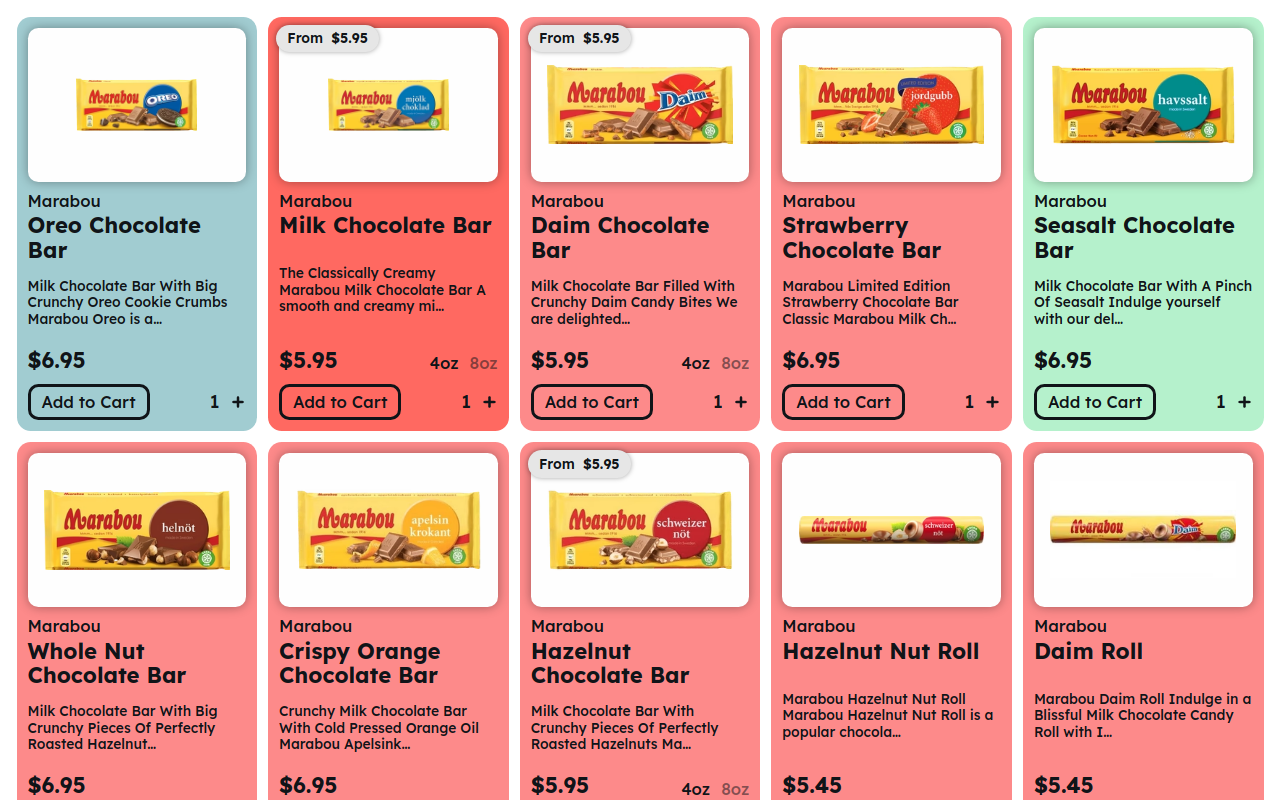 Marabou
OREO
Marabou
Oreo Chocolate
Bar
Milk Chocolate Bar With Big
Crunchy Oreo Cookie Crumbs
Marabou Oreo is a...
$6.95
Add to Cart
1 +
From $5.95
Marabou
mjölk
choklad
Marabou
Milk Chocolate Bar
The Classically Creamy
Marabou Milk Chocolate Bar A
smooth and creamy mi...
$5.95
4oz 8oz
Add to Cart
1 +
From $5.95
Marabou
Daim
Marabou
Daim Chocolate
Bar
Milk Chocolate Bar Filled With
Crunchy Daim Candy Bites We
are delighted...
$5.95
4oz 8oz
Add to Cart
1 +
Marabou
jordgubb
Marabou
Strawberry
Chocolate Bar
Marabou Limited Edition
Strawberry Chocolate Bar
Classic Marabou Milk Ch...
$6.95
Add to Cart
1 +
Marabou
havssalt
Marabou
Seasalt Chocolate
Bar
Milk Chocolate Bar With A Pinch
Of Seasalt Indulge yourself
with our del...
$6.95
Add to Cart
1 +
Marabou
helnöt
Marabou
Whole Nut
Chocolate Bar
Milk Chocolate Bar With Big
Crunchy Pieces Of Perfectly
Roasted Hazelnut...
$6.95
Marabou
apelsin
krokant
Marabou
Crispy Orange
Chocolate Bar
Crunchy Milk Chocolate Bar
With Cold Pressed Orange Oil
Marabou Apelsink...
$6.95
From $5.95
Marabou
schweizer
nöt
Marabou
Hazelnut
Chocolate Bar
Milk Chocolate Bar With
Crunchy Pieces Of Perfectly
Roasted Hazelnuts Ma...
$5.95
4oz 8oz
Marabou
schweizer
nöt
Marabou
Hazelnut Nut Roll
Marabou Hazelnut Nut Roll
Marabou Hazelnut Nut Roll is a
popular chocola...
$5.45
Marabou
Daim
Marabou
Daim Roll
Marabou Daim Roll Indulge in a
Blissful Milk Chocolate Candy
Roll with I...
$5.45